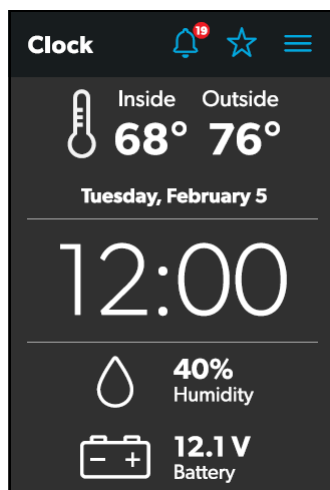 Clock 19
Inside Outside
68° 76°
Tuesday, February 5
12:00
40%
Humidity
12.1 V
Battery